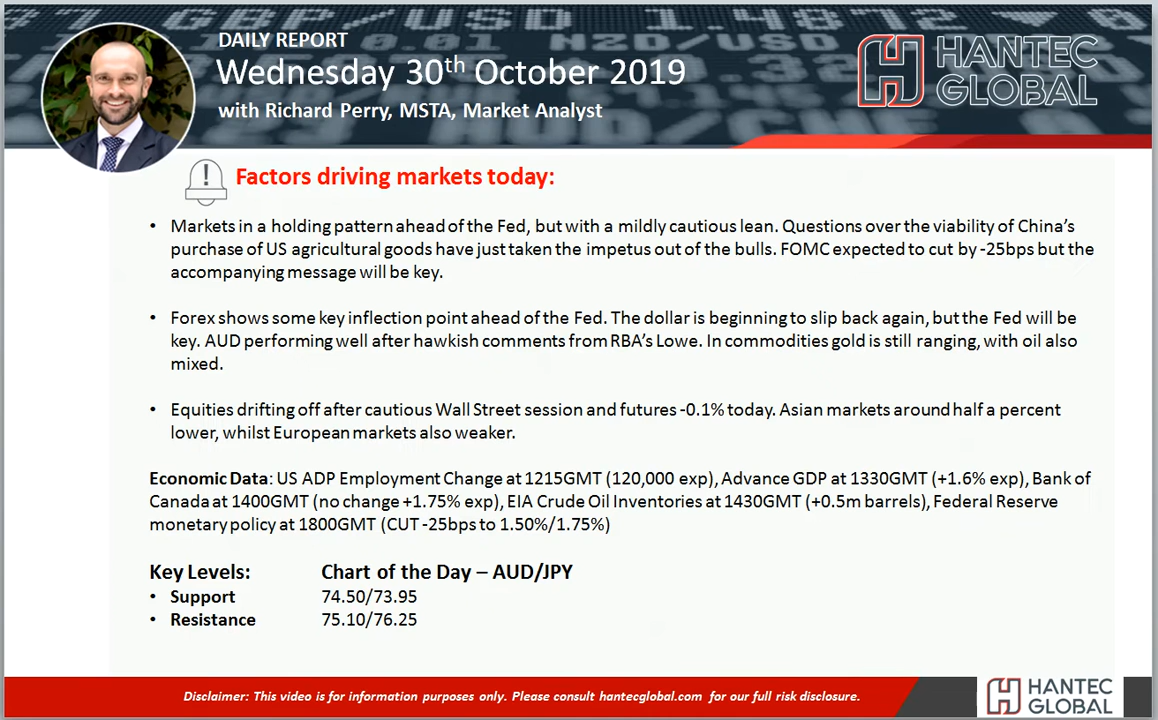 GBP/USD
DAILY REPORT
Wednesday 30th October 2019
with Richard Perry, MSTA, Market Analyst
HANTEC
GLOBAL
Factors driving markets today:
• Markets in a holding pattern ahead of the Fed, but with a mildly cautious lean. Questions over the viability of China's
purchase of US agricultural goods have just taken the impetus out of the bulls. FOMC expected to cut by -25bps but the
accompanying message will be key.
• Forex shows some key inflection point ahead of the Fed. The dollar is beginning to slip back again, but the Fed will be
key. AUD performing well after hawkish comments from RBA's Lowe. In commodities gold is still ranging, with oil also
mixed.
• Equities drifting off after cautious Wall Street session and futures -0.1% today. Asian markets around half a percent
lower, whilst European markets also weaker.
Economic Data: US ADP Employment Change at 1215GMT (120,000 exp), Advance GDP at 1330GMT (+1.6% exp), Bank of
Canada at 1400GMT (no change +1.75% exp), EIA Crude Oil Inventories at 1430GMT (+0.5m barrels), Federal Reserve
monetary policy at 1800GMT (CUT -25bps to 1.50%/1.75%)
Key Levels: Chart of the Day – AUD/JPY
• Support 74.50/73.95
• Resistance 75.10/76.25
Disclaimer: This video is for information purposes only. Please consult hantecglobal.com for our full risk disclosure.
HANTEC
GLOBAL